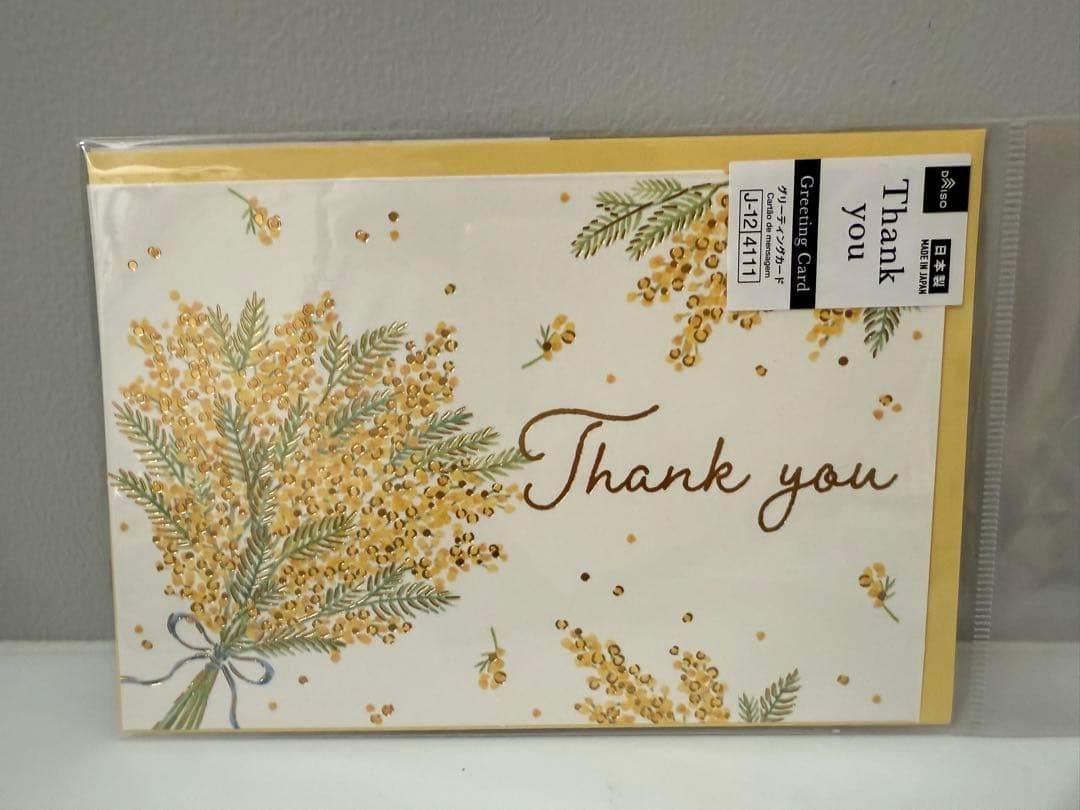 Thank you
DAISO
日本製
MADE IN JAPAN
Thank
you
Greeting Card
グリーティングカード
Cartão de mensagem
J-12 4111